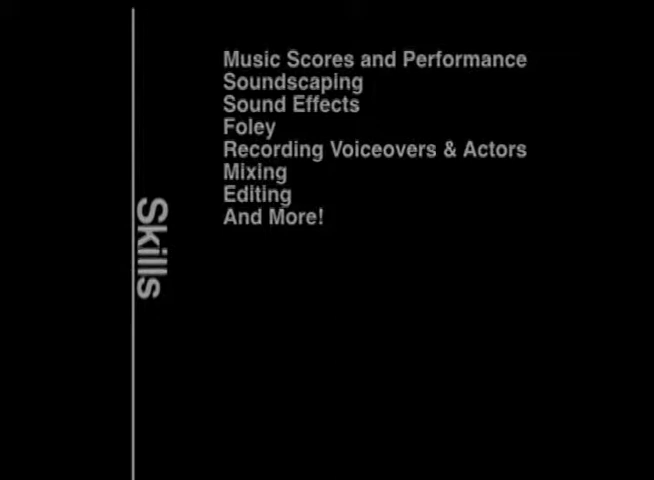 Skills
Music Scores and Performance
Soundscaping
Sound Effects
Foley
Recording Voiceovers & Actors
Mixing
Editing
And More!